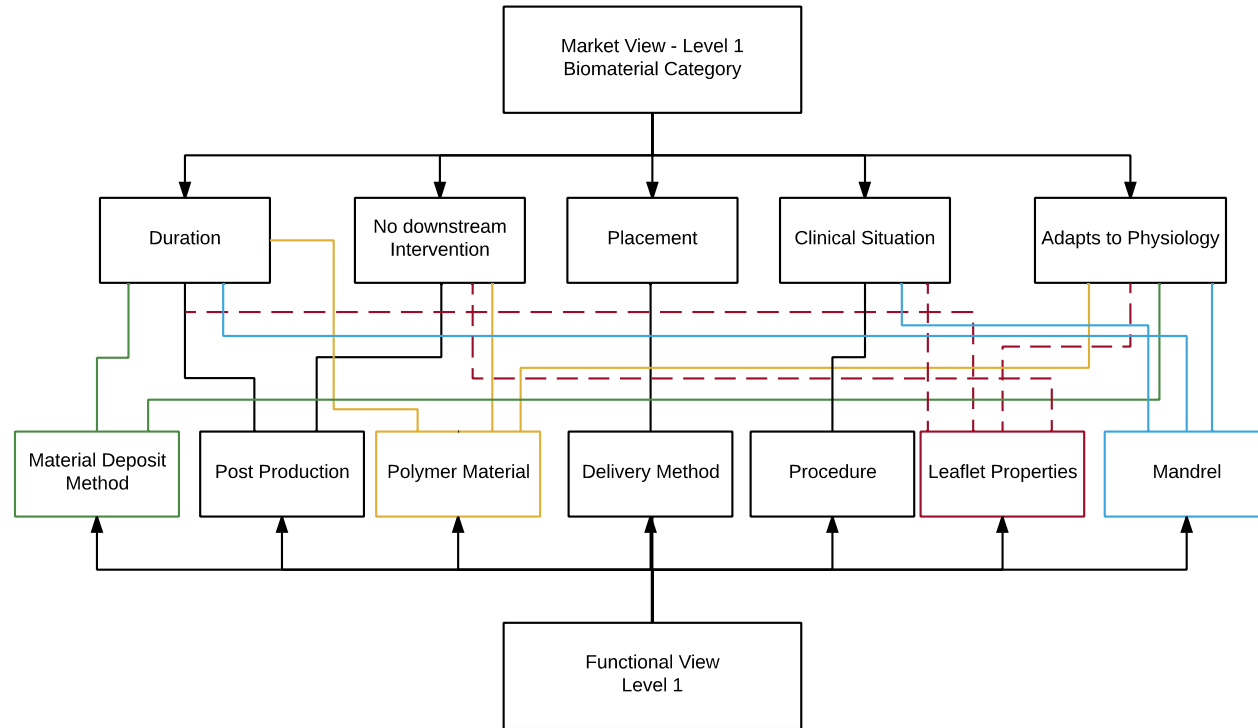 Market View - Level 1
Biomaterial Category
Duration
No downstream
Intervention
Placement
Clinical Situation
Adapts to Physiology
Material Deposit
Method
Post Production
Polymer Material
Delivery Method
Procedure
Leaflet Properties
Mandrel
Functional View
Level 1